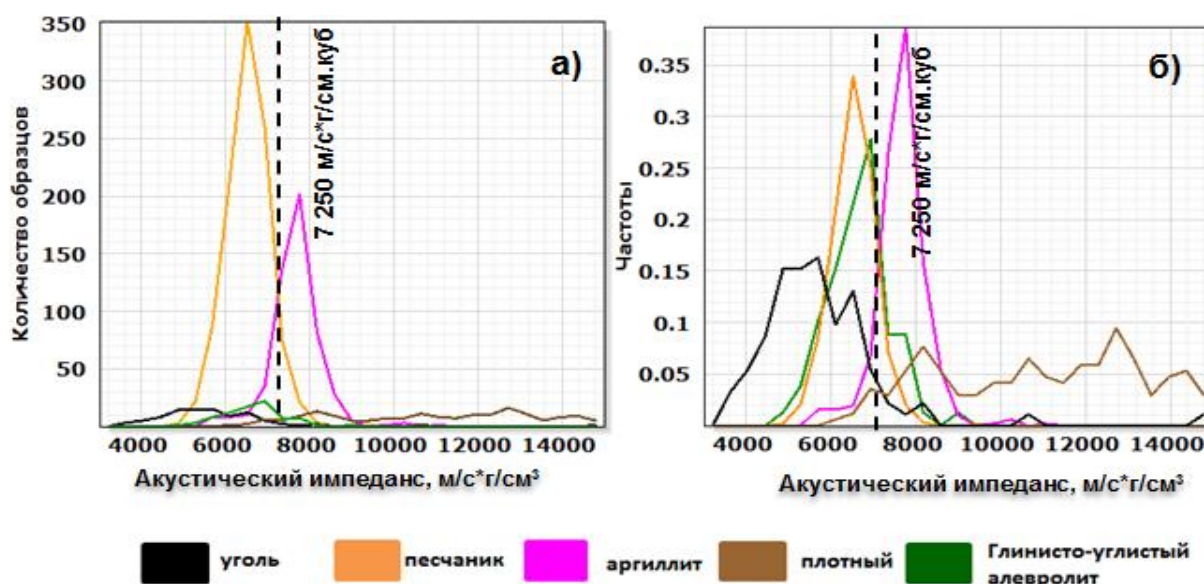 350
300
250
200
150
100
50
Количество образцов
а)
7 250 м/с*г/см.куб
4000 6000 8000 10000 12000 14000
Акустический импеданс, м/с*г/см³
0.35
0.3
0.25
0.2
0.15
0.1
0.05
Частоты
б)
7 250 м/с*г/см.куб
4000 6000 8000 10000 12000 14000
Акустический импеданс, м/с*г/см³
уголь
песчаник
аргиллит
плотный
Глинисто-углистый
алевролит